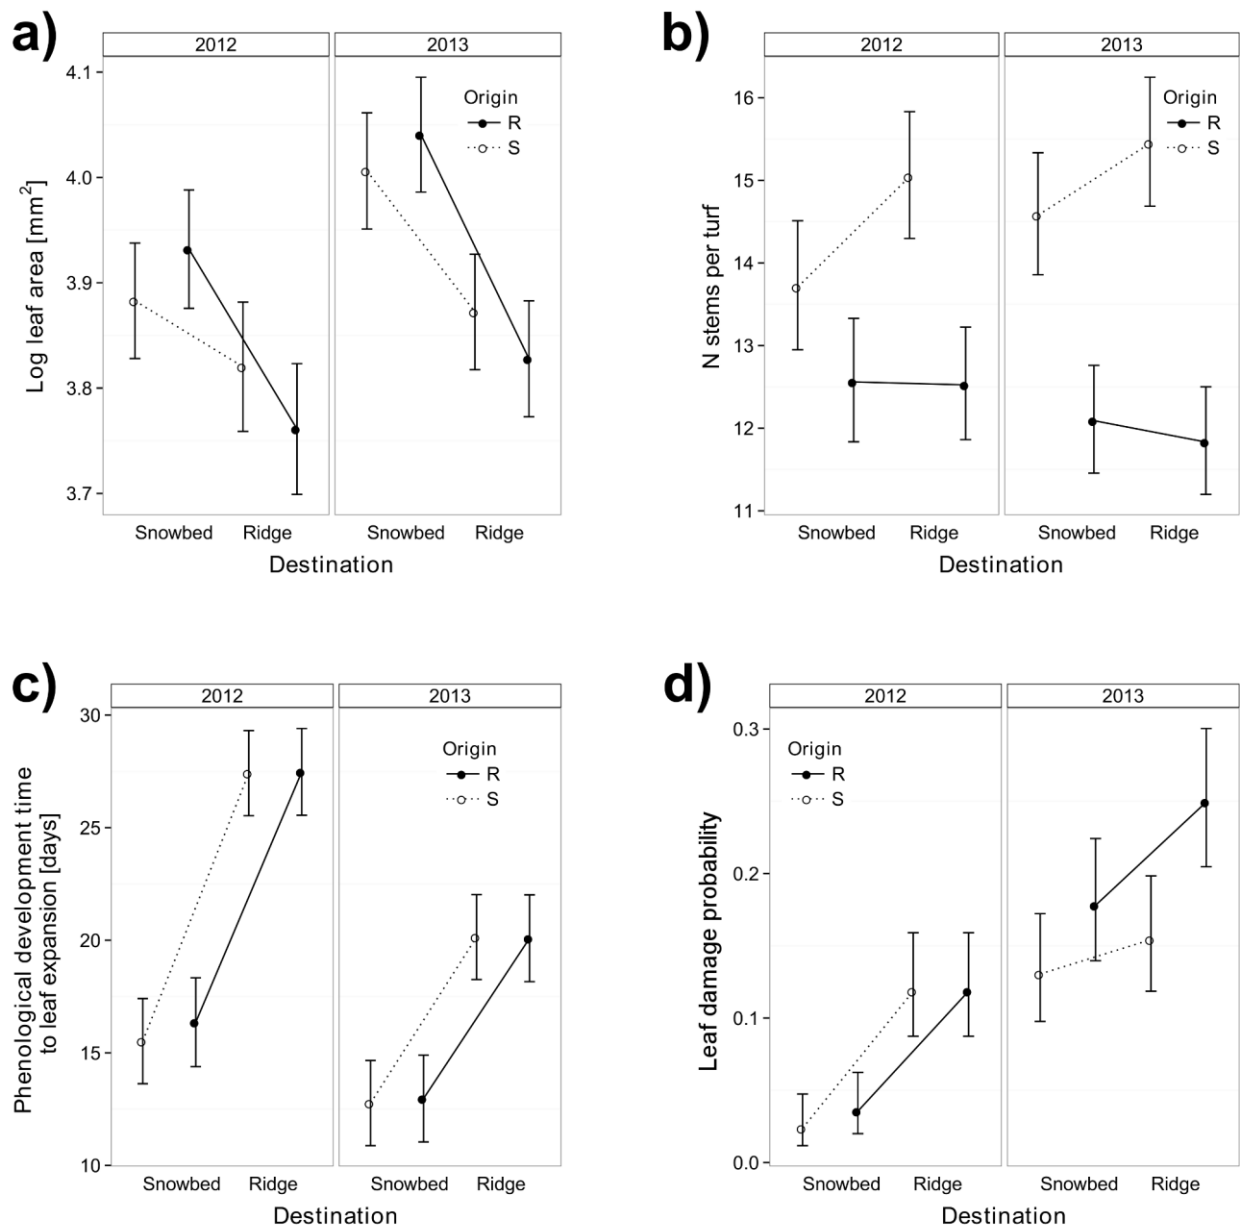 a)
2012
2013
4.1
4.0
3.9
3.8
3.7
Log leaf area [mm²]
Origin
R
S
Snowbed
Ridge
Snowbed
Ridge
Destination
b)
2012
2013
16
15
14
13
12
11
N stems per turf
Origin
R
S
Snowbed
Ridge
Snowbed
Ridge
Destination
c)
2012
2013
30
25
20
15
10
Phenological development time
to leaf expansion [days]
Origin
R
S
Snowbed
Ridge
Snowbed
Ridge
Destination
d)
2012
2013
0.3
0.2
0.1
0.0
Leaf damage probability
Origin
R
S
Snowbed
Ridge
Snowbed
Ridge
Destination